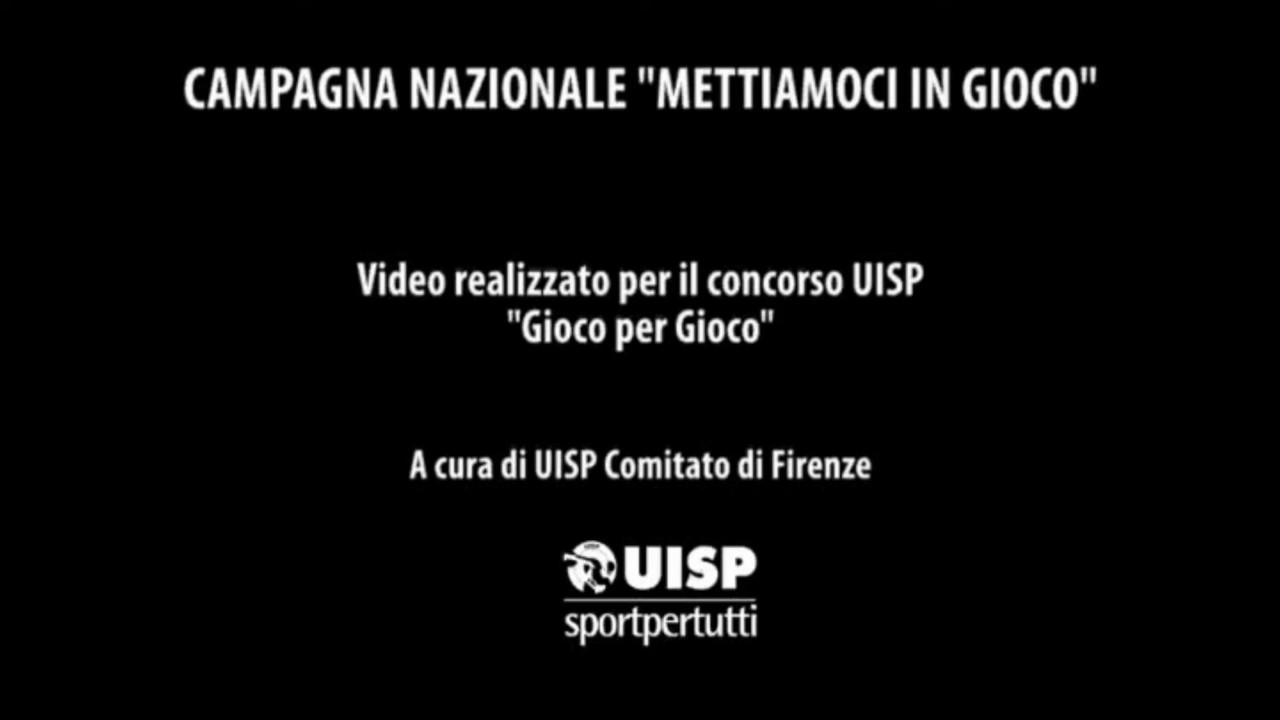 CAMPAGNA NAZIONALE "METTIAMOCI IN GIOCO"
Video realizzato per il concorso UISP
"Gioco per Gioco"
A cura di UISP Comitato di Firenze
UISP
sportpertutti